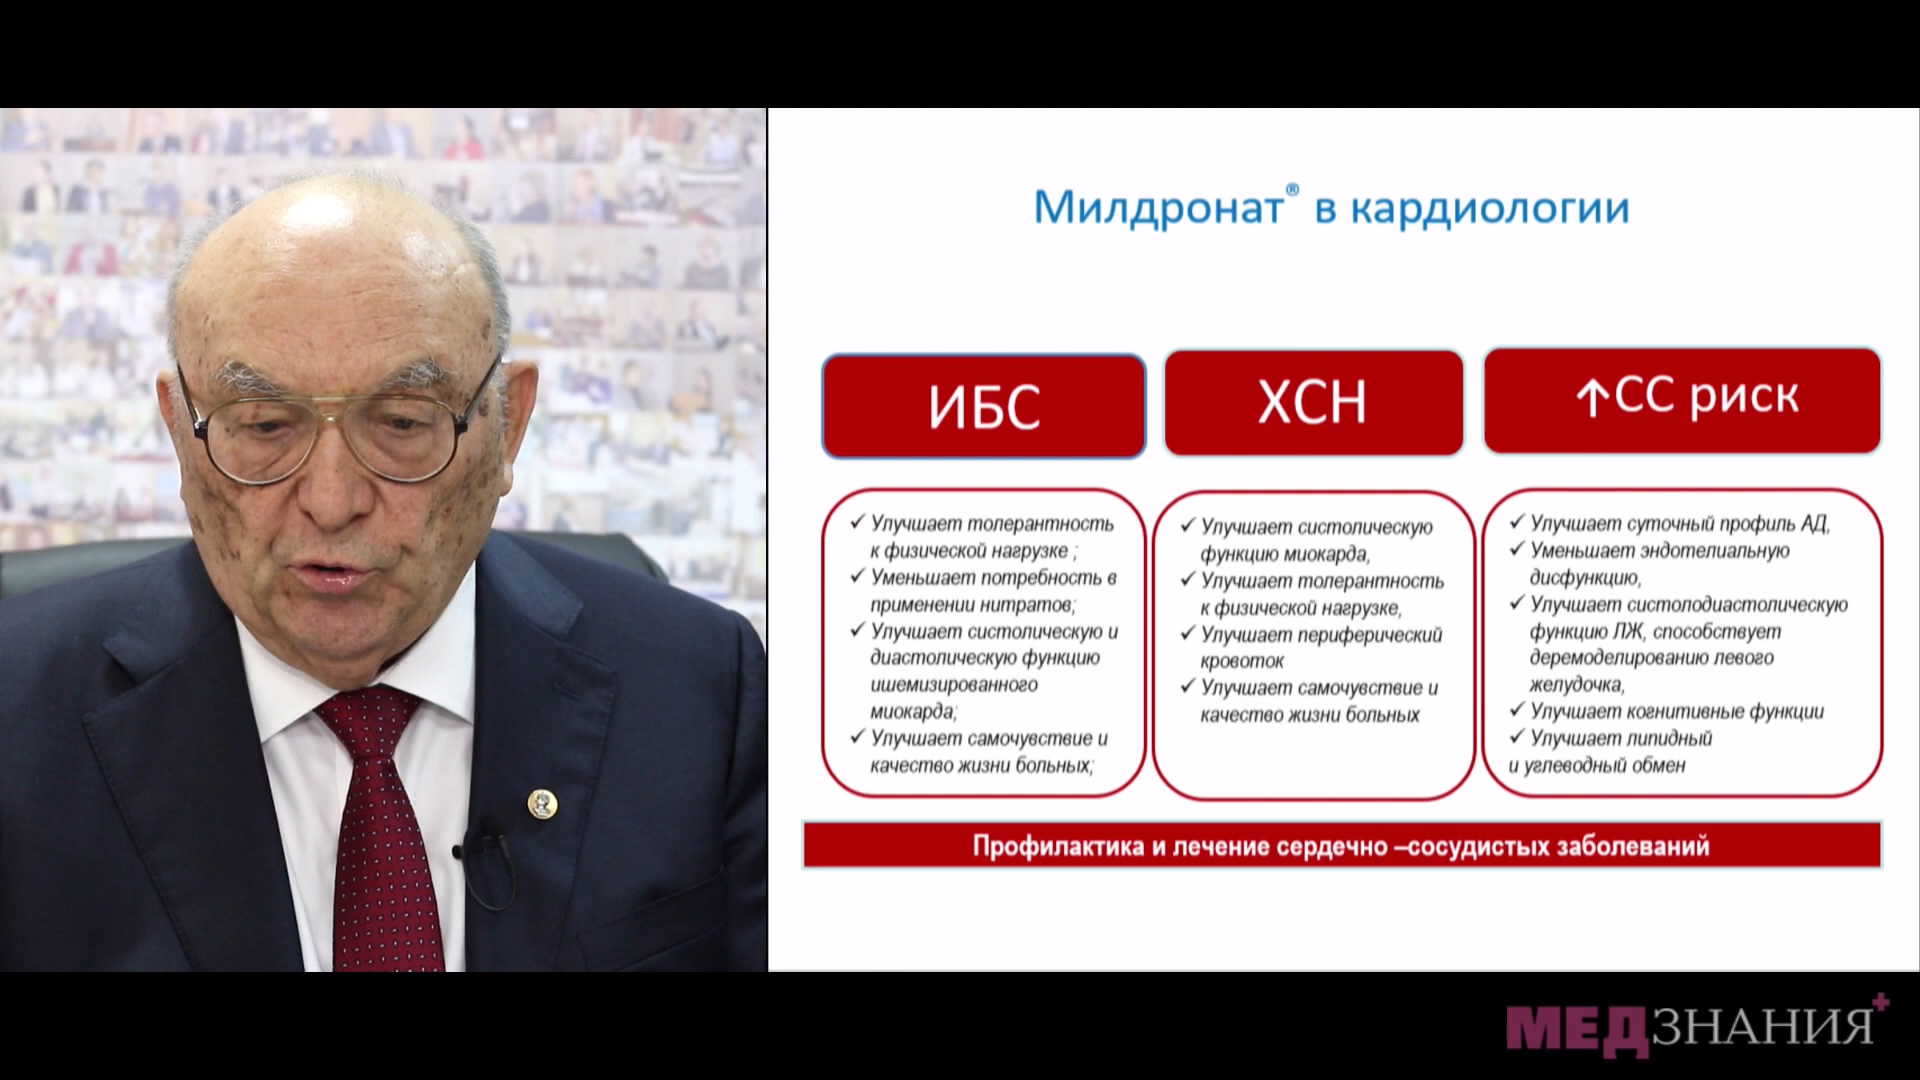 Милдронат® в кардиологии
ИБС
ХСН
↑СС риск
✓ Улучшает толерантность
к физической нагрузке ;
✓ Уменьшает потребность в
применении нитратов;
✓ Улучшает систолическую и
диастолическую функцию
ишемизированного
миокарда;
✓ Улучшает самочувствие и
качество жизни больных;
✓ Улучшает систолическую
функцию миокарда,
✓ Улучшает толерантность
к физической нагрузке,
✓ Улучшает периферический
кровоток
✓ Улучшает самочувствие и
качество жизни больных
✓ Улучшает суточный профиль АД,
✓ Уменьшает эндотелиальную
дисфункцию,
✓ Улучшает систолодиастолическую
функцию ЛЖ, способствует
деремоделированию левого
желудочка,
✓ Улучшает когнитивные функции
✓ Улучшает липидный
и углеводный обмен
Профилактика и лечение сердечно –сосудистых заболеваний
МЕДЗНАНИЯ+